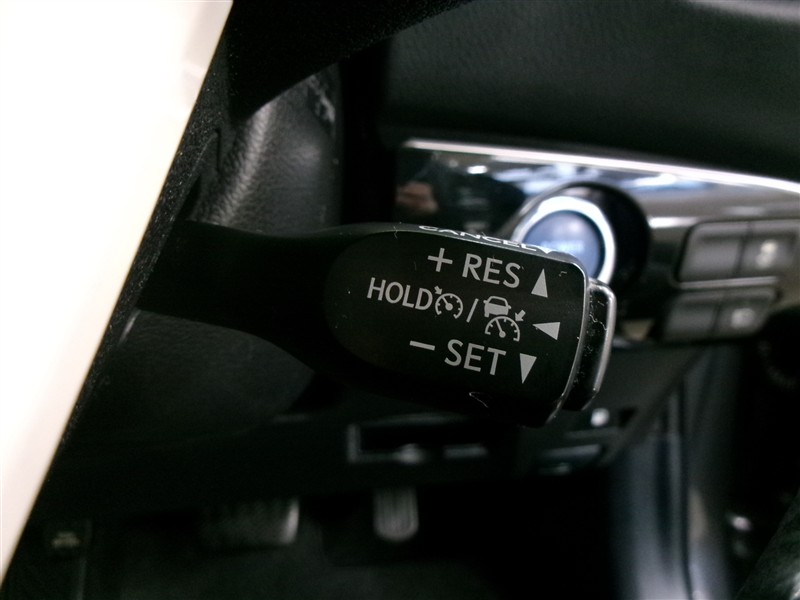 CANCEL
+ RES ▲
HOLD / ◀
− SET ▼